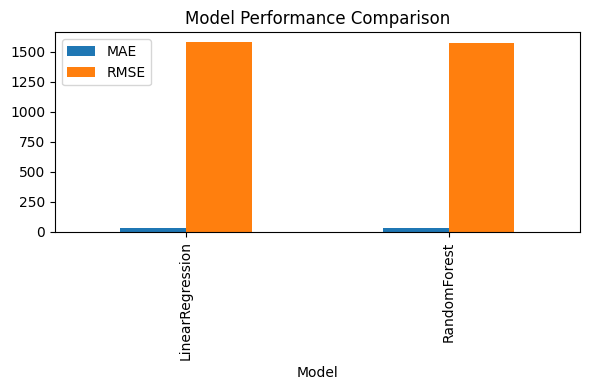 Model Performance Comparison
MAE
RMSE
1500
1250
1000
750
500
250
0
LinearRegression
RandomForest
Model